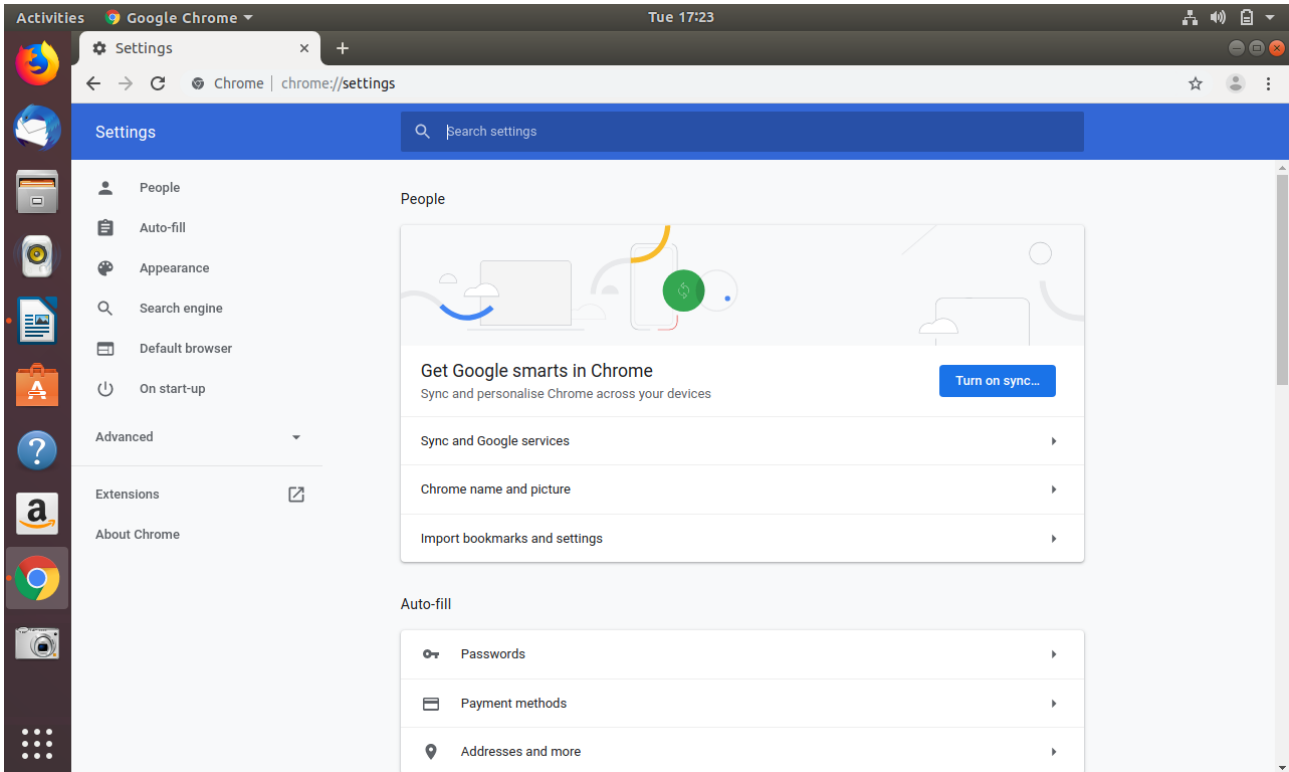 Activities Google Chrome Tue 17:23
Settings
Chrome chrome://settings
Settings Search settings
People
Auto-fill
Appearance
Search engine
Default browser
On start-up
Advanced
Extensions
About Chrome
People
Get Google smarts in Chrome
Sync and personalise Chrome across your devices
Turn on sync...
Sync and Google services
Chrome name and picture
Import bookmarks and settings
Auto-fill
Passwords
Payment methods
Addresses and more